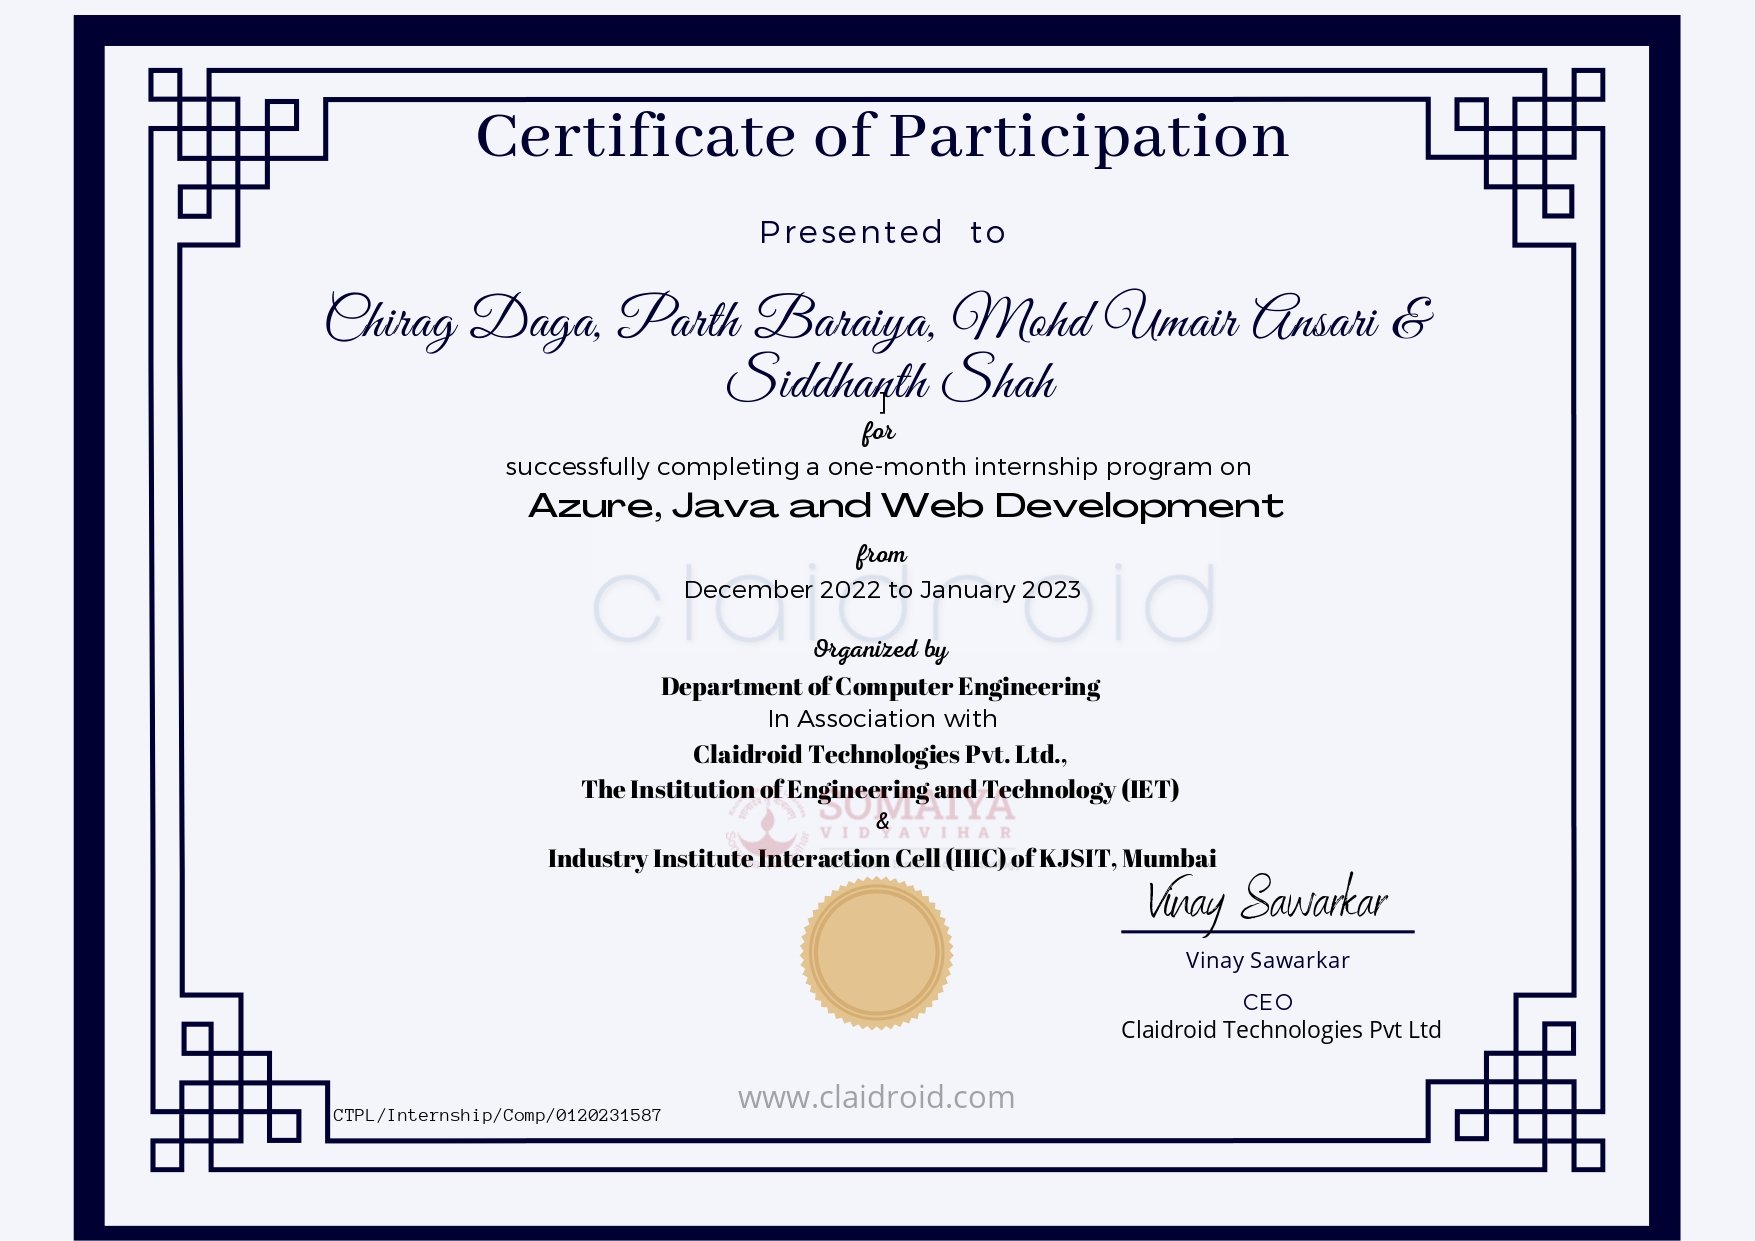 Certificate of Participation
Presented to
Chirag Daga, Parth Baraiya, Mohd Umair Ansari &
Siddhanth Shah
for
successfully completing a one-month internship program on
Azure, Java and Web Development
from
claidroid
December 2022 to January 2023
Organized by
Department of Computer Engineering
In Association with
Claidroid Technologies Pvt. Ltd.,
The Institution of Engineering and Technology (IET)
SOMAIYA
VIDYAVIHAR
&
Industry Institute Interaction Cell (IIIC) of KJSIT, Mumbai
Vinay Sawarkar
Vinay Sawarkar
CEO
Claidroid Technologies Pvt Ltd
www.claidroid.com
CTPL/Internship/Comp/0120231587